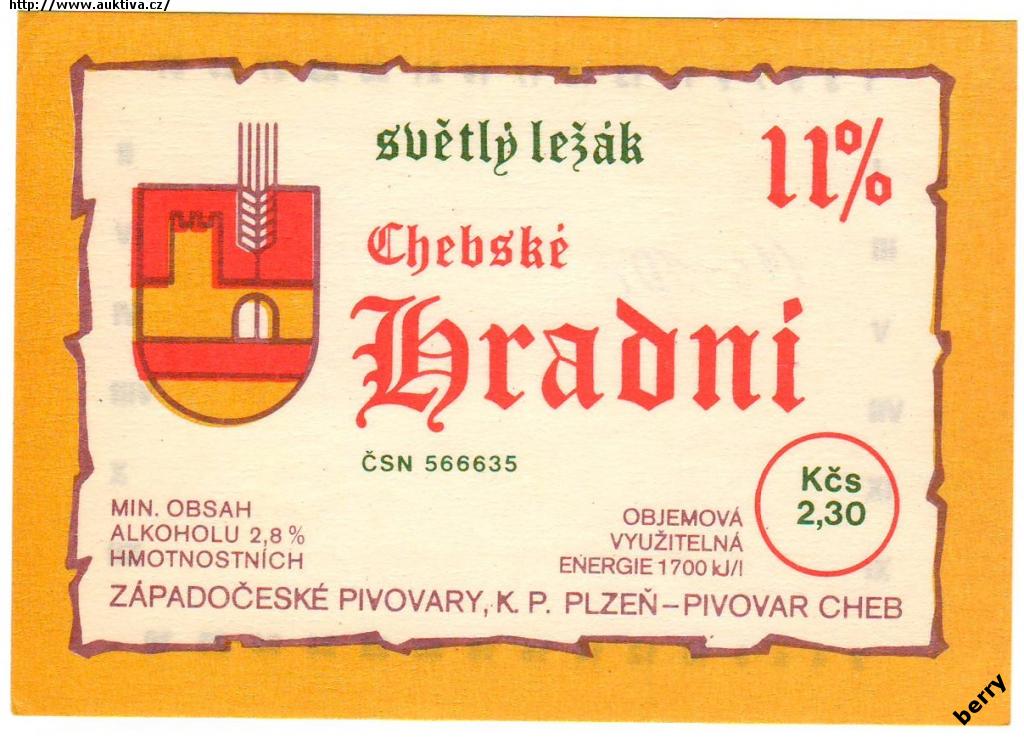 http://www.auktiva.cz/
světlý ležák
11%
Chebské
Hradní
ČSN 566635
Kčs
2,30
MIN. OBSAH
ALKOHOLU 2,8%
HMOTNOSTNÍCH
OBJEMOVÁ
VYUŽITELNÁ
ENERGIE 1700 kJ/l
ZÁPADOČESKÉ PIVOVARY, K. P. PLZEŇ-PIVOVAR CHEB
berry